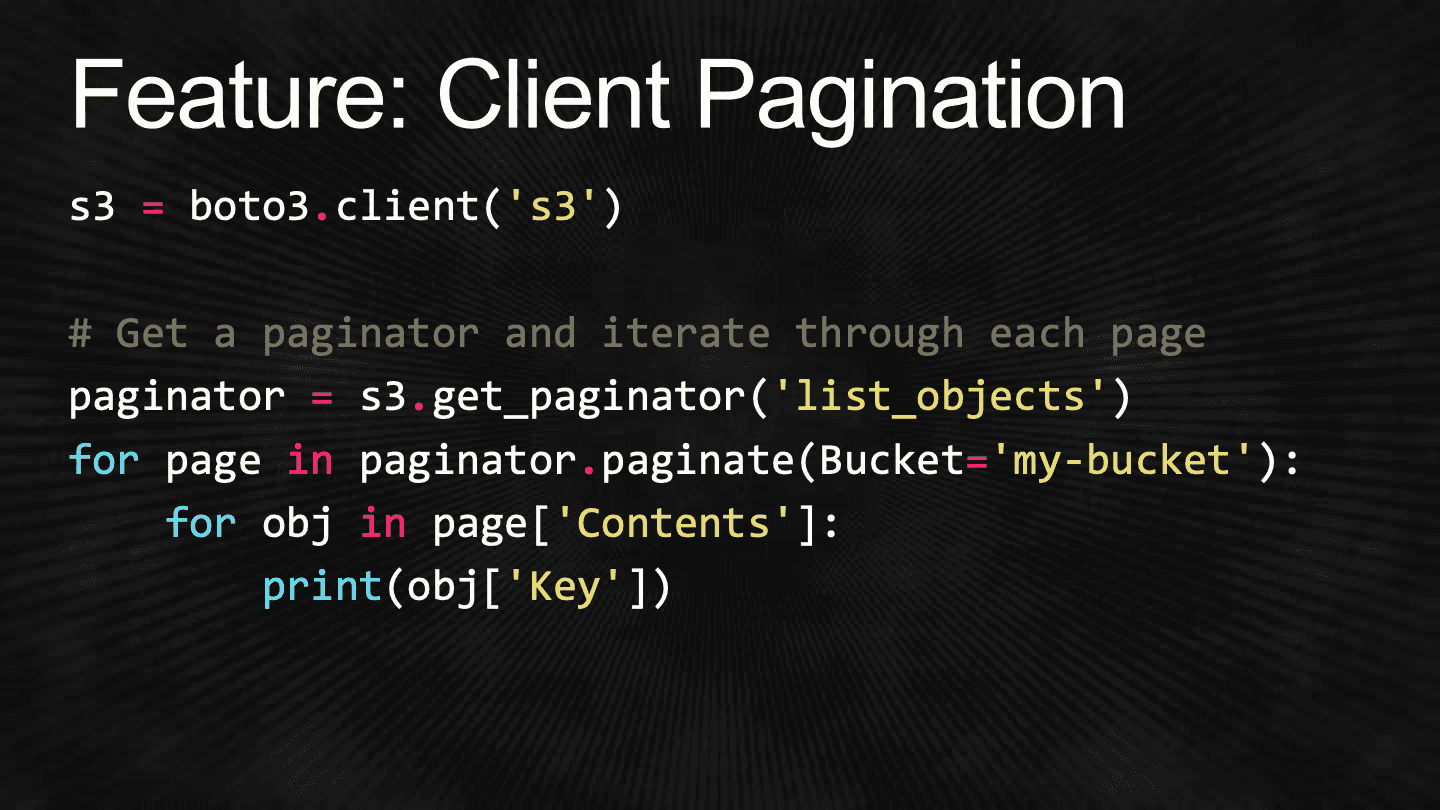 Feature: Client Pagination
s3 = boto3.client('s3')
# Get a paginator and iterate through each page
paginator = s3.get_paginator('list_objects')
for page in paginator.paginate(Bucket='my-bucket'):
    for obj in page['Contents']:
        print(obj['Key'])